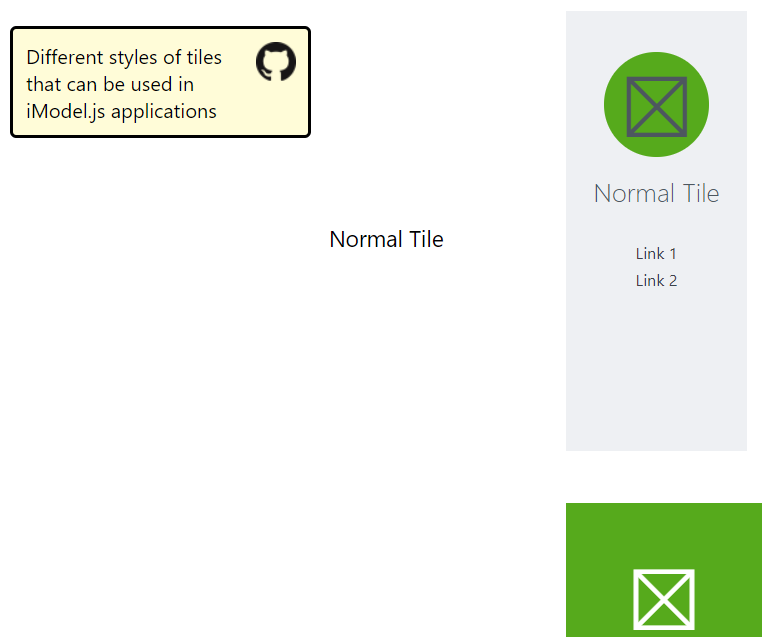 Different styles of tiles
that can be used in
iModel.js applications
Normal Tile
Normal Tile
Link 1
Link 2